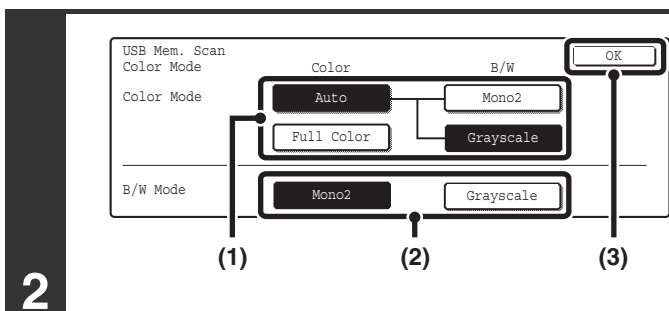 USB Mem. Scan
Color Mode
Color
B/W
OK
Color Mode
Auto
Mono2
Full Color
Grayscale
B/W Mode
Mono2
Grayscale
(1)
(2)
(3)
2